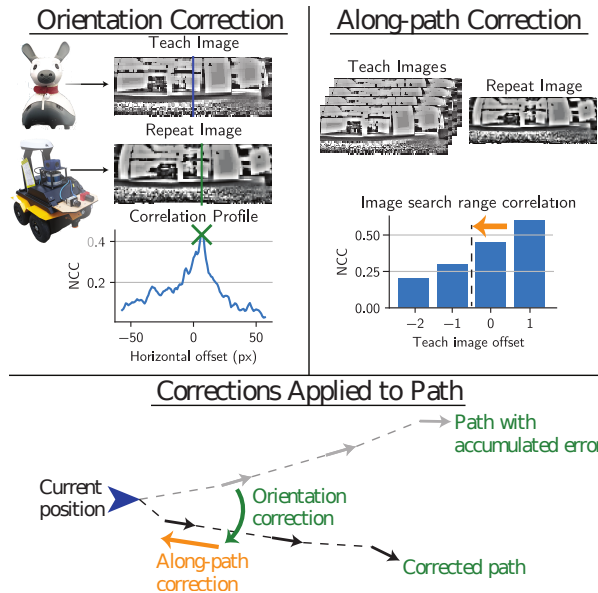 Orientation Correction
Teach Image
Repeat Image
Correlation Profile
NCC
0.4
0.2
−50
0
50
Horizontal offset (px)
Along-path Correction
Teach Images
Repeat Image
Image search range correlation
NCC
0.50
0.25
0.00
−2
−1
0
1
Teach image offset
Corrections Applied to Path
Path with
accumulated error
Current
position
Orientation
correction
Along-path
correction
Corrected path